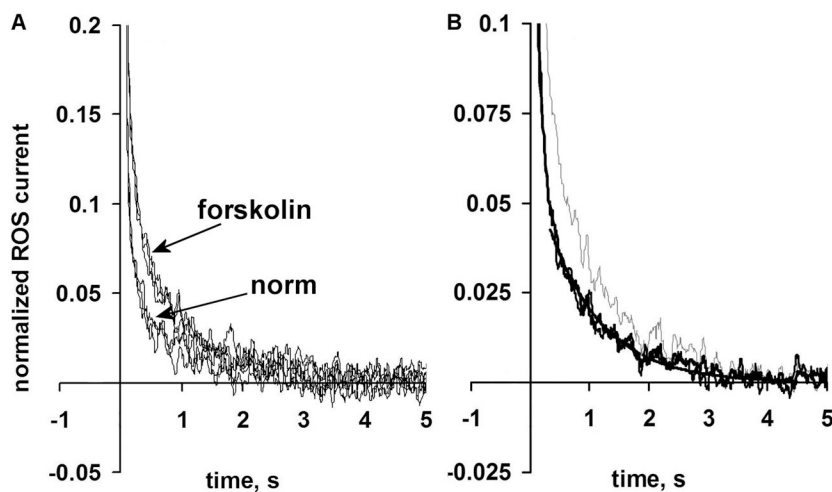 A
normalized ROS current
0.2
0.15
0.1
0.05
0
-0.05
forskolin
norm
-1 1 2 3 4 5
time, s
B
0.1
0.075
0.05
0.025
0
-0.025
-1 1 2 3 4 5
time, s